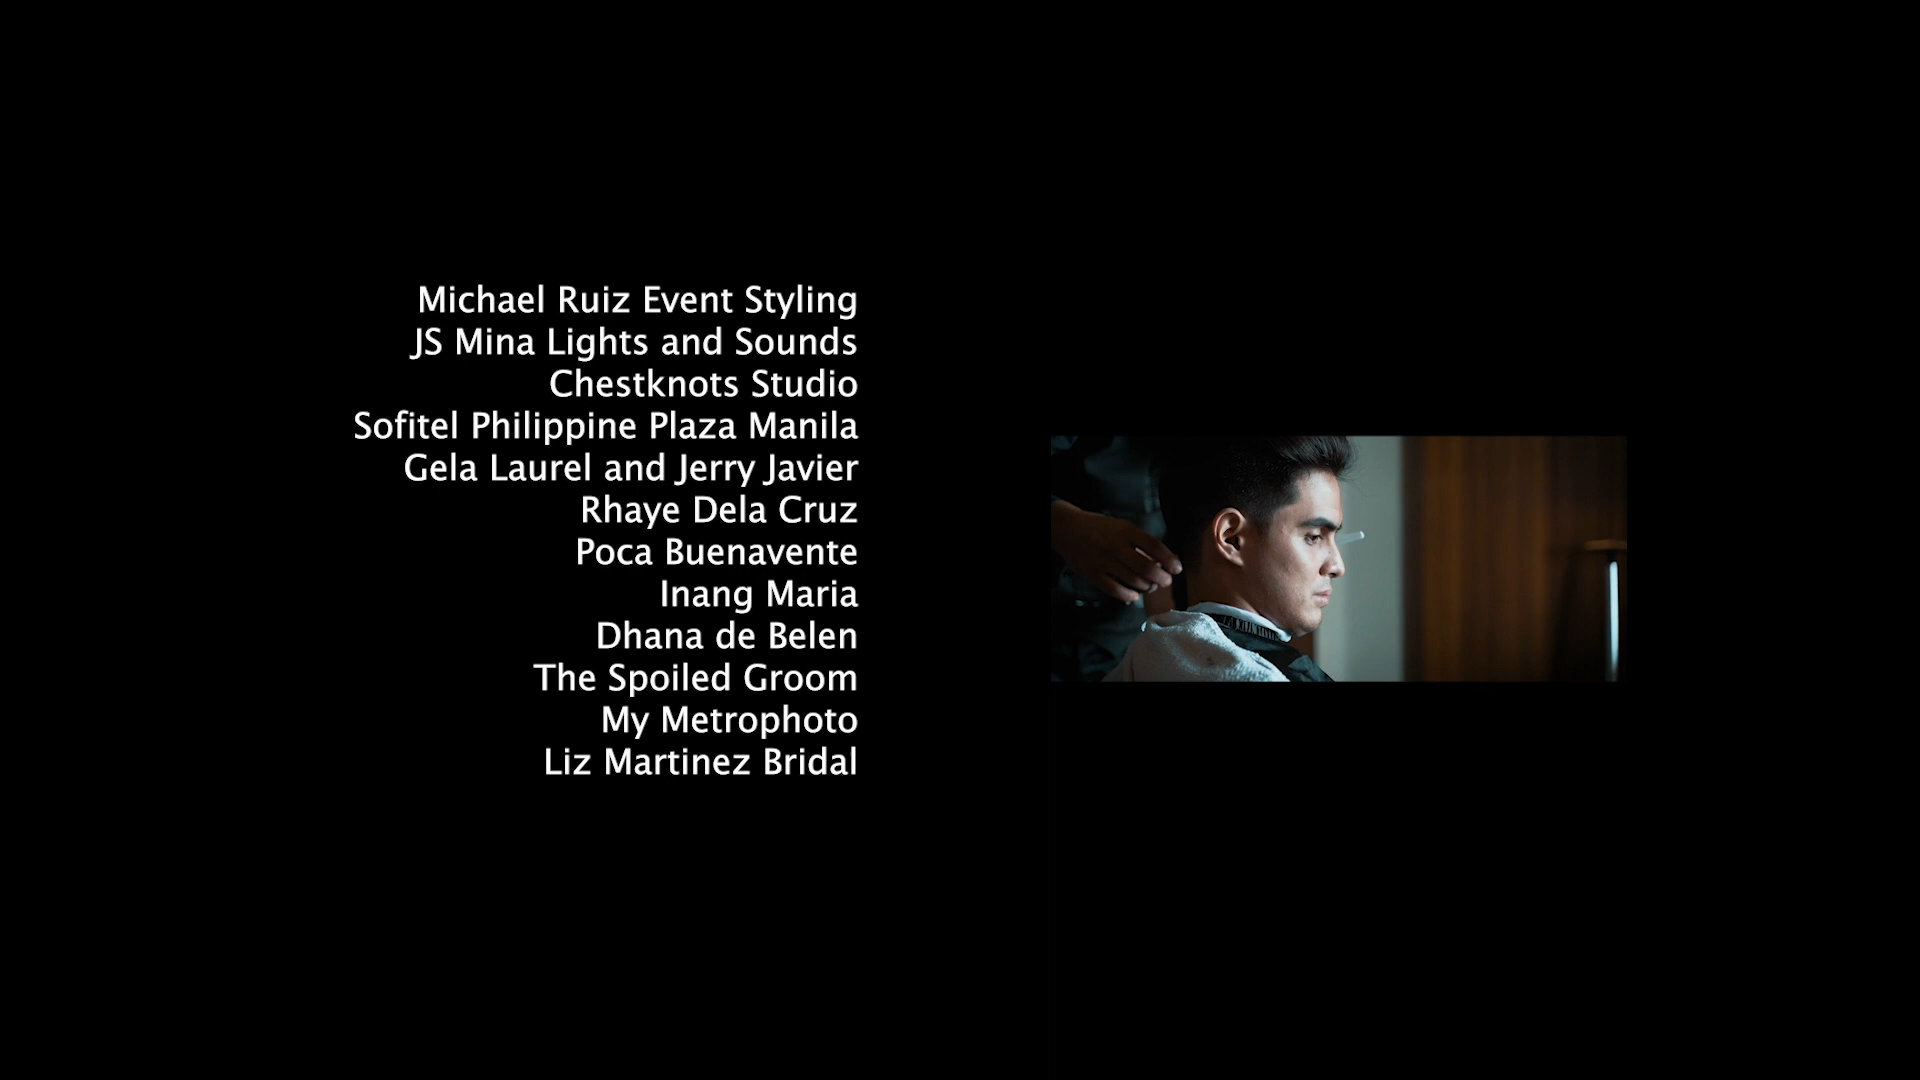 Michael Ruiz Event Styling
JS Mina Lights and Sounds
Chestknots Studio
Sofitel Philippine Plaza Manila
Gela Laurel and Jerry Javier
Rhaye Dela Cruz
Poca Buenavente
Inang Maria
Dhana de Belen
The Spoiled Groom
My Metrophoto
Liz Martinez Bridal